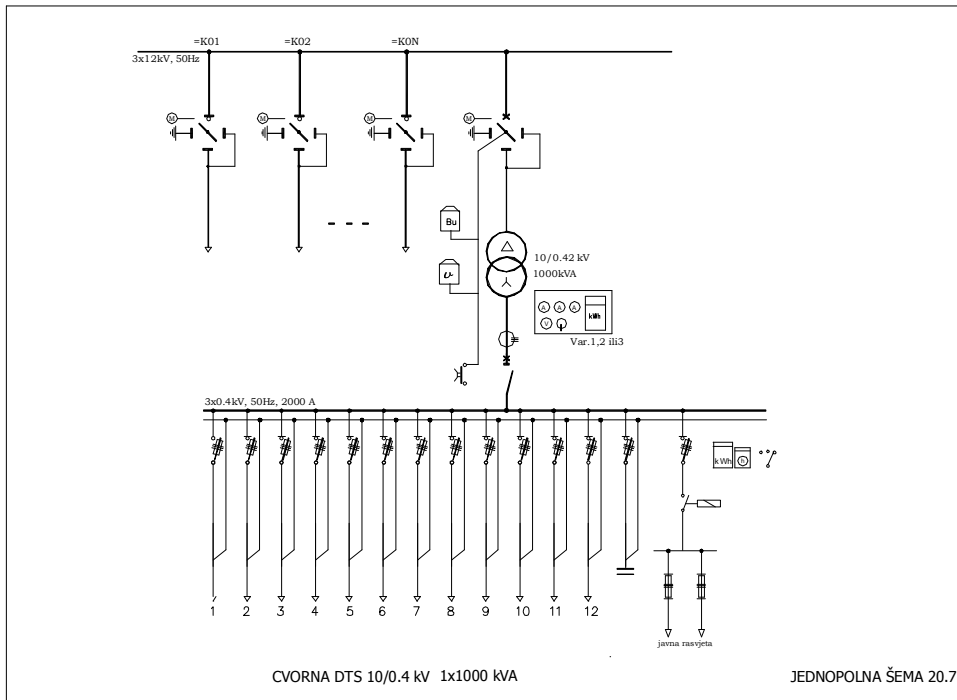 =K01 =K02 =K0N
3x12kV, 50Hz
M M M M
Bu
10/0.42 kV
1000kVA
A A A
kWh
V
Var.1,2 ili3
3x0.4kV, 50Hz, 2000 A
k Wh
h
1 2 3 4 5 6 7 8 9 10 11 12
javna rasvjeta
CVORNA DTS 10/0.4 kV 1x1000 kVA
JEDNOPOLNA ŠEMA 20.7